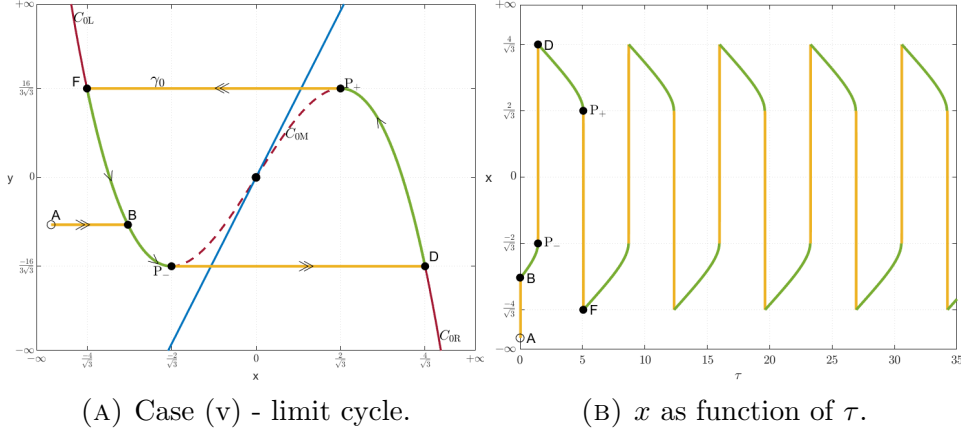 +∞
C₀L
F
γ₀
P₊
16/3√3
C₀M
y
0
A
B
P₋
D
-16/3√3
C₀R
-∞
-∞
-4/√3
-2/√3
0
2/√3
4/√3
+∞
x
+∞
4/√3
D
2/√3
P₊
x
0
-2/√3
P₋
B
-4/√3
F
A
-∞
0
5
10
15
20
25
30
35
τ
(A) Case (v) - limit cycle.
(B) x as function of τ.